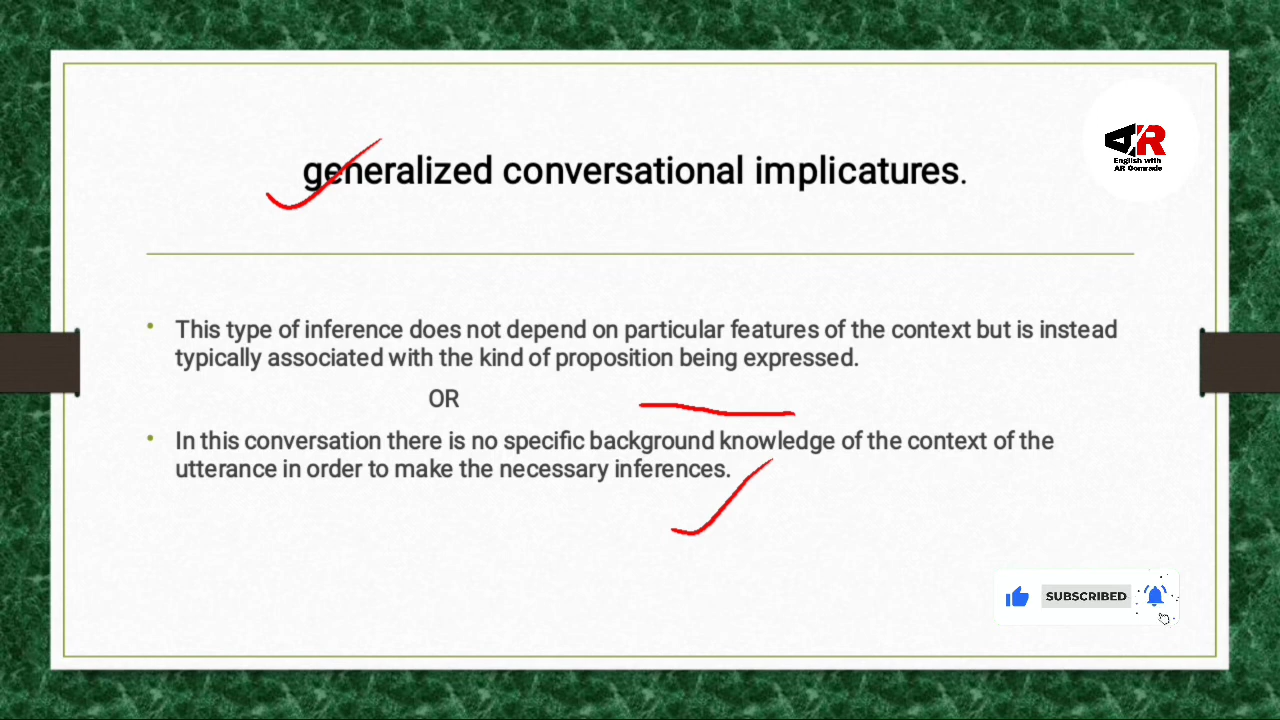 generalized conversational implicatures.
AR
English with
AR Comrade
• This type of inference does not depend on particular features of the context but is instead
typically associated with the kind of proposition being expressed.
OR
• In this conversation there is no specific background knowledge of the context of the
utterance in order to make the necessary inferences.
SUBSCRIBED